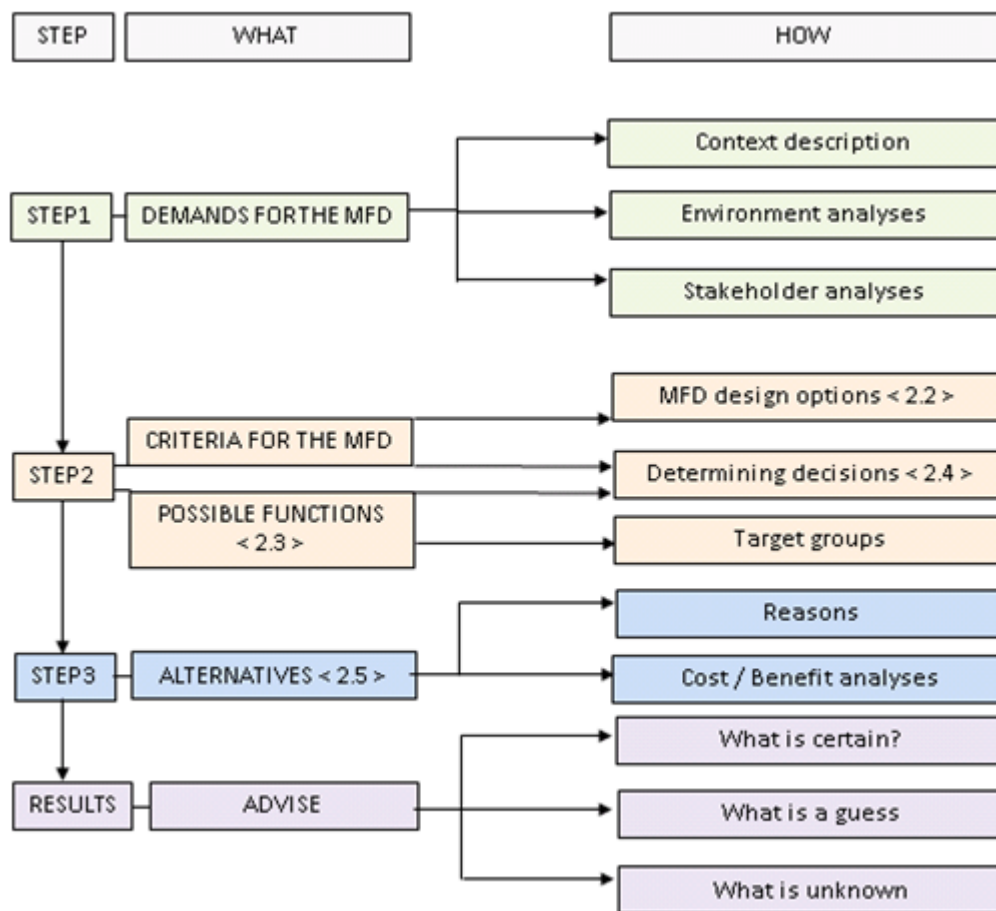 STEP
WHAT
HOW
Context description
STEP1
DEMANDS FORTHE MFD
Environment analyses
Stakeholder analyses
MFD design options < 2.2 >
CRITERIA FOR THE MFD
STEP2
Determining decisions < 2.4 >
POSSIBLE FUNCTIONS
< 2.3 >
Target groups
Reasons
STEP3
ALTERNATIVES < 2.5 >
Cost / Benefit analyses
What is certain?
RESULTS
ADVISE
What is a guess
What is unknown